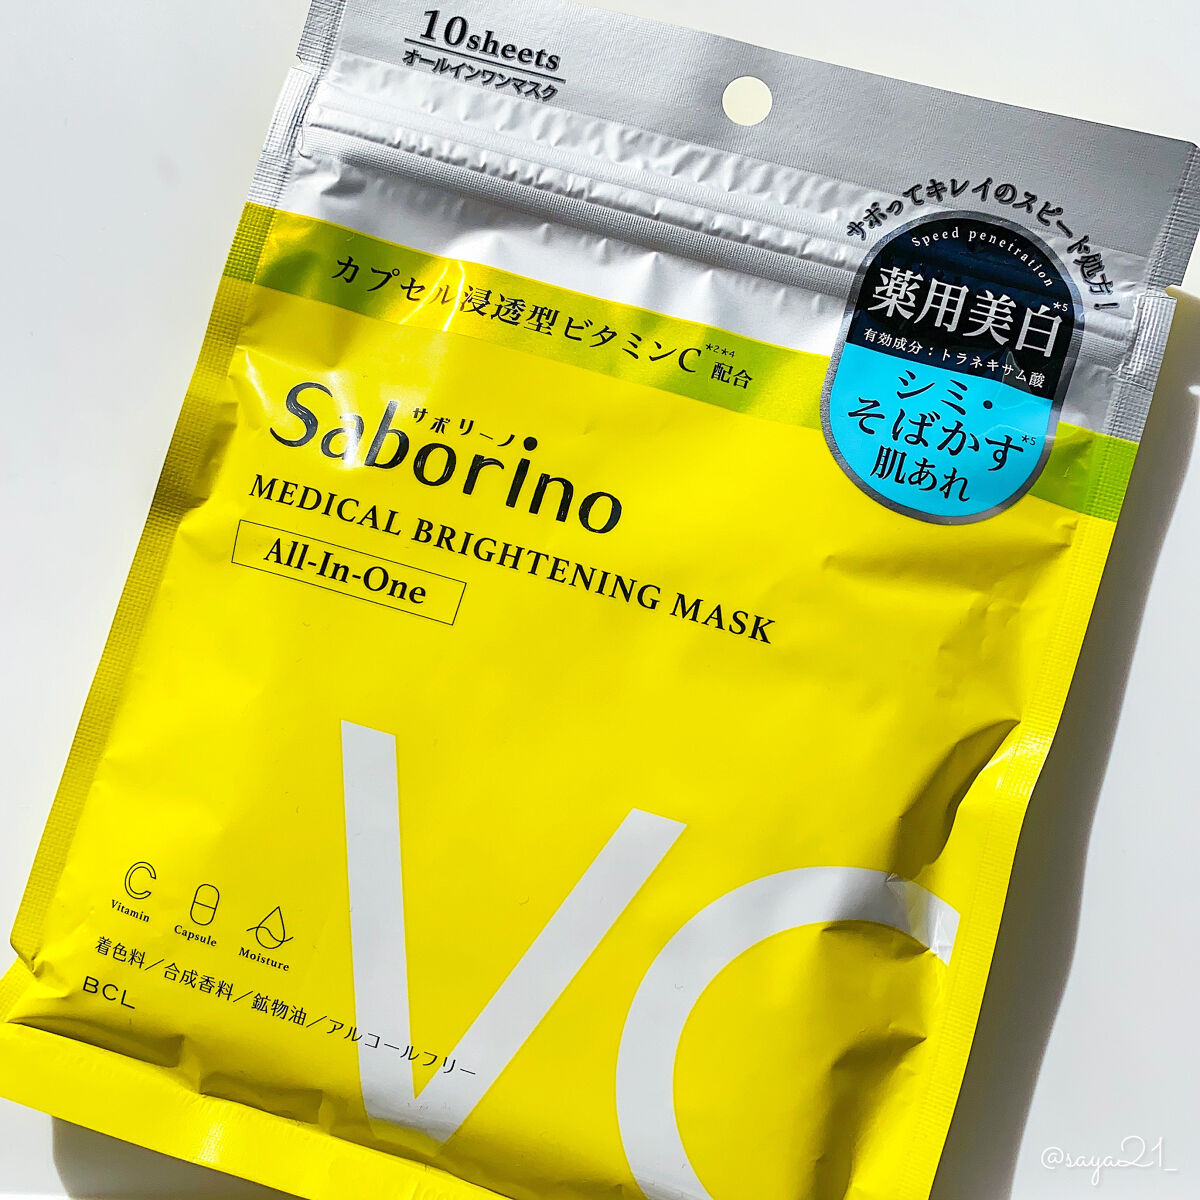 10sheets
オールインワンマスク
サボってキレイのスピード処方!
Speed penetration
薬用美白*5
有効成分:トラネキサム酸
シミ・
そばかす*5
肌あれ
カプセル浸透型ビタミンC*2*4配合
サボリーノ
Saborino
MEDICAL BRIGHTENING MASK
All-In-One
VC
Vitamin
Capsule
Moisture
着色料/合成香料/鉱物油/アルコールフリー
BCL
@saya21_